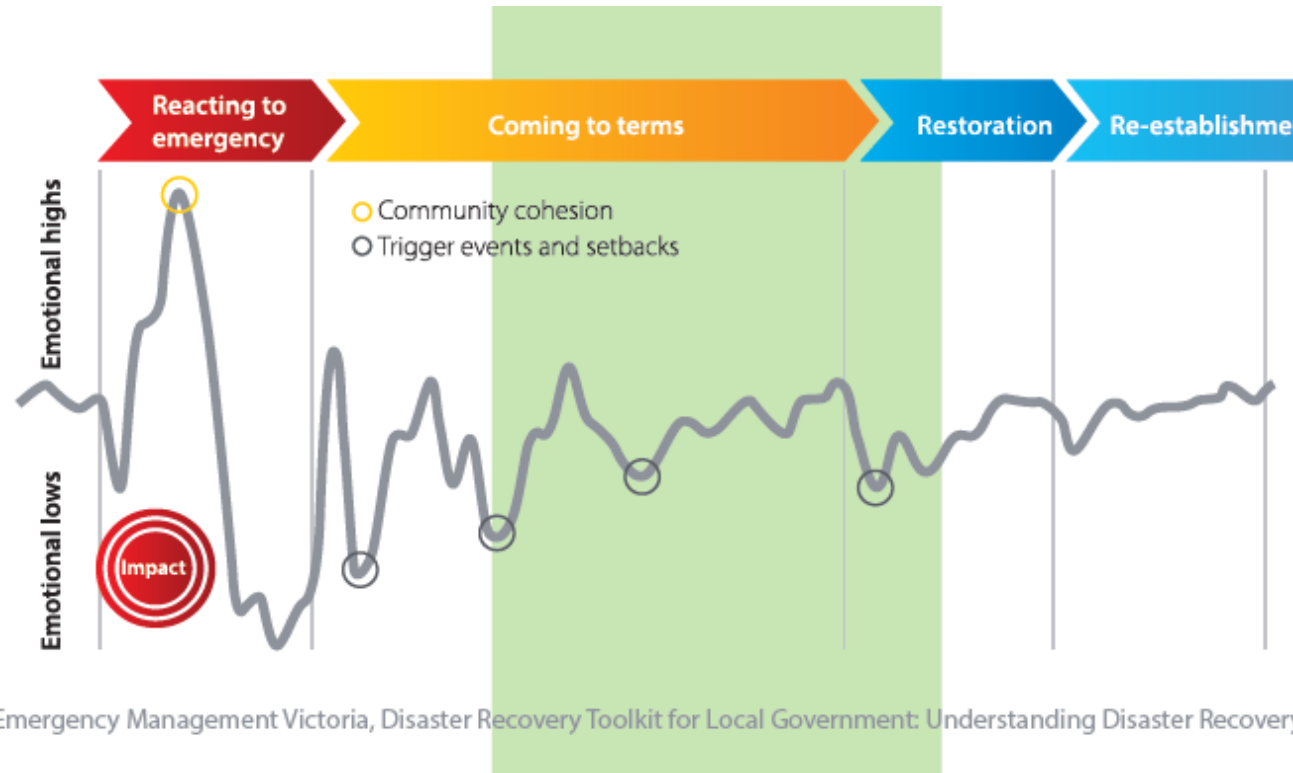 Reacting to
emergency
Coming to terms
Restoration
Re-establishme
Emotional highs
Community cohesion
Trigger events and setbacks
Emotional lows
Impact
Emergency Management Victoria, Disaster Recovery Toolkit for Local Government: Understanding Disaster Recovery